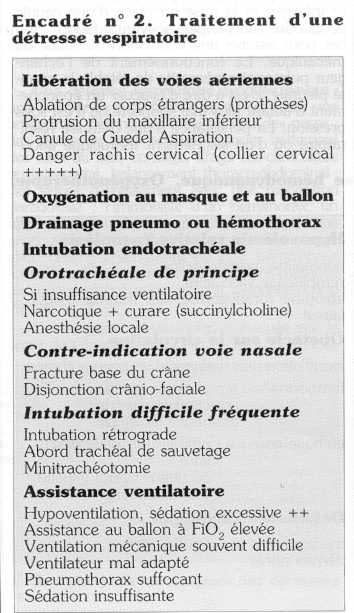 Encadré n° 2. Traitement d'une
détresse respiratoire
Libération des voies aériennes
Ablation de corps étrangers (prothèses)
Protrusion du maxillaire inférieur
Canule de Guedel Aspiration
Danger rachis cervical (collier cervical
+++++)
Oxygénation au masque et au ballon
Drainage pneumo ou hémothorax
Intubation endotrachéale
Orotrachéale de principe
Si insuffisance ventilatoire
Narcotique + curare (succinylcholine)
Anesthésie locale
Contre-indication voie nasale
Fracture base du crâne
Disjonction crânio-faciale
Intubation difficile fréquente
Intubation rétrograde
Abord trachéal de sauvetage
Minitrachéotomie
Assistance ventilatoire
Hypoventilation, sédation excessive ++
Assistance au ballon à FiO₂ élevée
Ventilation mécanique souvent difficile
Ventilateur mal adapté
Pneumothorax suffocant
Sédation insuffisante